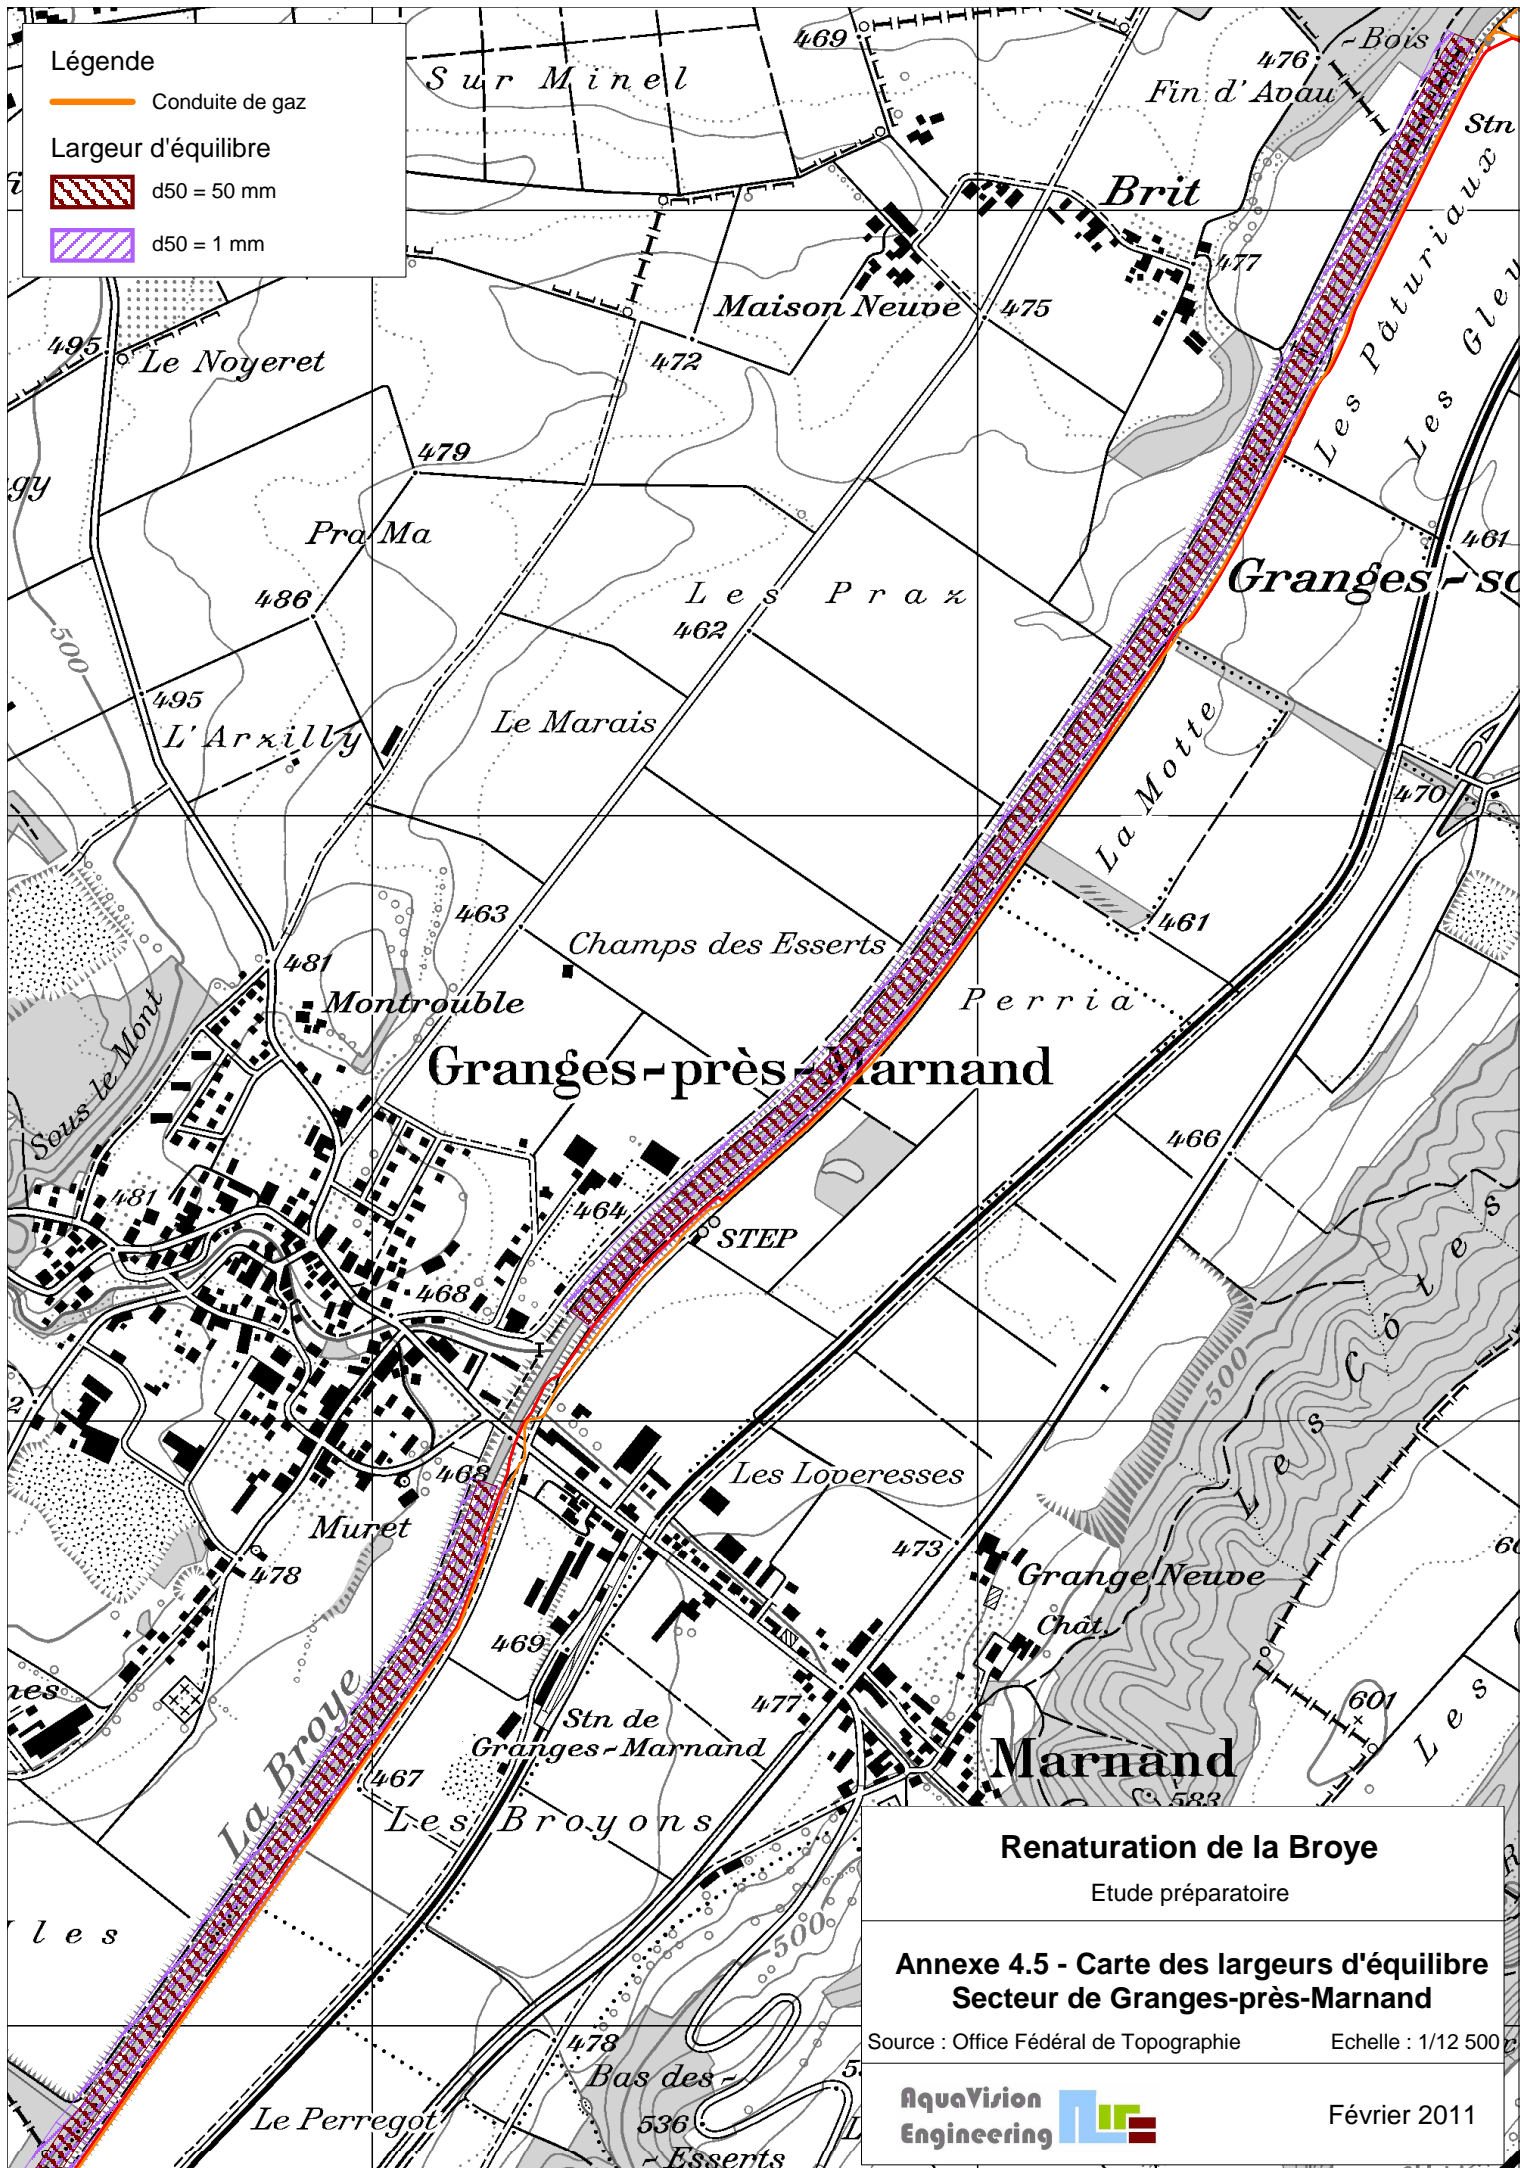 Légende
Conduite de gaz
Largeur d'équilibre
d50 = 50 mm
d50 = 1 mm
Sur Minel
469
476
Bois
Fin d'Avau
Stn
Brit
477
Les Pâturiaux
Maison Neuve
475
472
495
Le Noyeret
479
Pra Ma
486
500
Les Praz
462
461
Granges-so
495
L'Arzilly
Le Marais
La Motte
470
463
Champs des Esserts
461
481
Montrouble
Perria
Sous le Mont
Granges-près-Marnand
466
481
464
STEP
468
Les Côtes
500
468
Les Loveresses
Muret
473
478
Grange Neuve
469
Chât.
La Broye
477
601
Les
Stn de
Granges-Marnand
Marnand
467
583
Les Broyons
les
500
478
Bas des
Le Perregot
536
Esserts
Renaturation de la Broye
Etude préparatoire
Annexe 4.5 - Carte des largeurs d'équilibre
Secteur de Granges-près-Marnand
Source : Office Fédéral de Topographie
Echelle : 1/12 500
AquaVision
Engineering
Février 2011